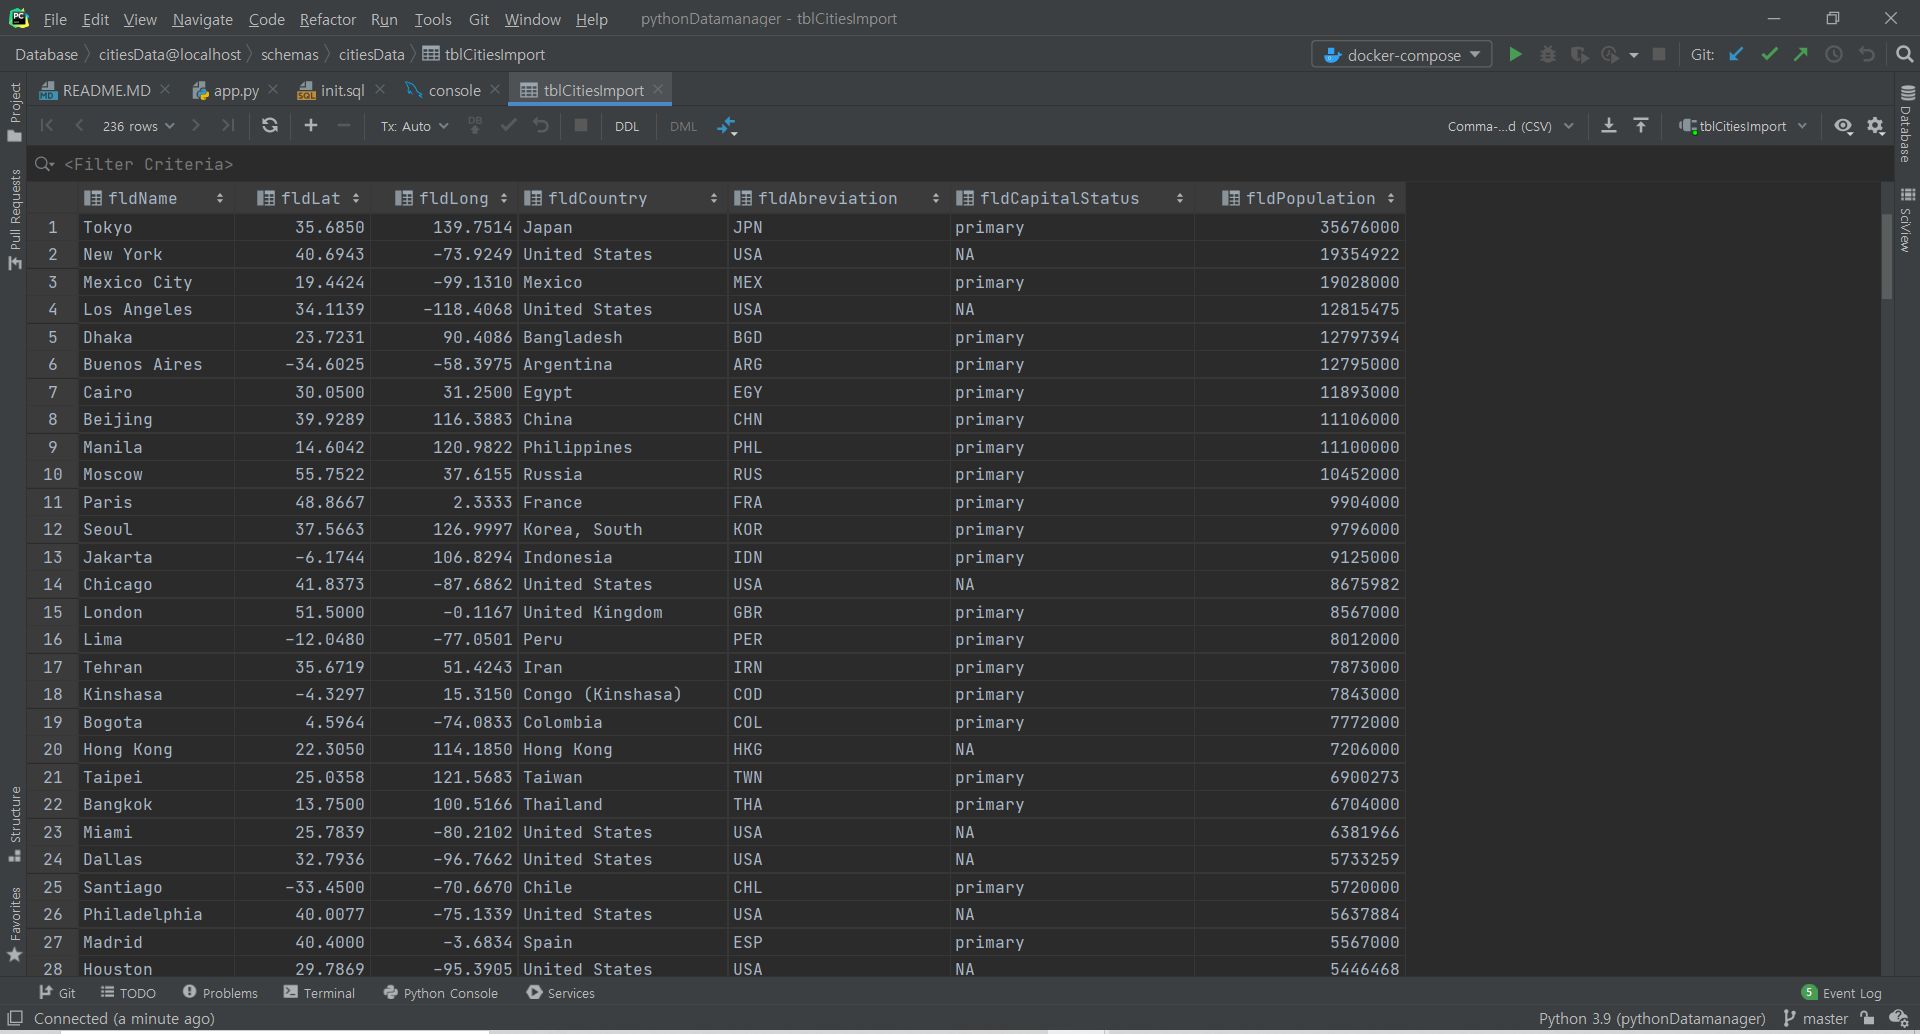 PC File Edit View Navigate Code Refactor Run Tools Git Window Help pythonDatamanager - tblCitiesImport
Database citiesData@localhost schemas citiesData tblCitiesImport docker-compose Git:
README.MD app.py init.sql console tblCitiesImport
236 rows Tx: Auto DB DDL DML Comma-...d (CSV) tblCitiesImport
<Filter Criteria>
fldName fldLat fldLong fldCountry fldAbreviation fldCapitalStatus fldPopulation
1 Tokyo 35.6850 139.7514 Japan JPN primary 35676000
2 New York 40.6943 -73.9249 United States USA NA 19354922
3 Mexico City 19.4424 -99.1310 Mexico MEX primary 19028000
4 Los Angeles 34.1139 -118.4068 United States USA NA 12815475
5 Dhaka 23.7231 90.4086 Bangladesh BGD primary 12797394
6 Buenos Aires -34.6025 -58.3975 Argentina ARG primary 12795000
7 Cairo 30.0500 31.2500 Egypt EGY primary 11893000
8 Beijing 39.9289 116.3883 China CHN primary 11106000
9 Manila 14.6042 120.9822 Philippines PHL primary 11100000
10 Moscow 55.7522 37.6155 Russia RUS primary 10452000
11 Paris 48.8667 2.3333 France FRA primary 9904000
12 Seoul 37.5663 126.9997 Korea, South KOR primary 9796000
13 Jakarta -6.1744 106.8294 Indonesia IDN primary 9125000
14 Chicago 41.8373 -87.6862 United States USA NA 8675982
15 London 51.5000 -0.1167 United Kingdom GBR primary 8567000
16 Lima -12.0480 -77.0501 Peru PER primary 8012000
17 Tehran 35.6719 51.4243 Iran IRN primary 7873000
18 Kinshasa -4.3297 15.3150 Congo (Kinshasa) COD primary 7843000
19 Bogota 4.5964 -74.0833 Colombia COL primary 7772000
20 Hong Kong 22.3050 114.1850 Hong Kong HKG NA 7206000
21 Taipei 25.0358 121.5683 Taiwan TWN primary 6900273
22 Bangkok 13.7500 100.5166 Thailand THA primary 6704000
23 Miami 25.7839 -80.2102 United States USA NA 6381966
24 Dallas 32.7936 -96.7662 United States USA NA 5733259
25 Santiago -33.4500 -70.6670 Chile CHL primary 5720000
26 Philadelphia 40.0077 -75.1339 United States USA NA 5637884
27 Madrid 40.4000 -3.6834 Spain ESP primary 5567000
28 Houston 29.7869 -95.3905 United States USA NA 5446468
Project
Pull Requests
Structure
Favorites
Database
SciView
Git TODO Problems Terminal Python Console Services 5 Event Log
Connected (a minute ago) Python 3.9 (pythonDatamanager) master